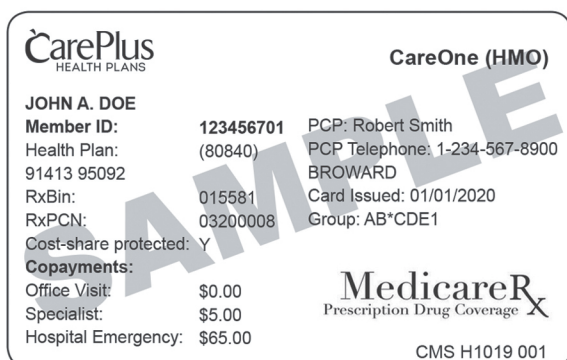 CarePlus
HEALTH PLANS
CareOne (HMO)
JOHN A. DOE
Member ID: 123456701
Health Plan: (80840)
91413 95092
RxBin: 015581
RxPCN: 03200008
Cost-share protected: Y
Copayments:
Office Visit: $0.00
Specialist: $5.00
Hospital Emergency: $65.00
PCP: Robert Smith
PCP Telephone: 1-234-567-8900
BROWARD
Card Issued: 01/01/2020
Group: AB*CDE1
MedicareRx
Prescription Drug Coverage
CMS H1019 001
SAMPLE